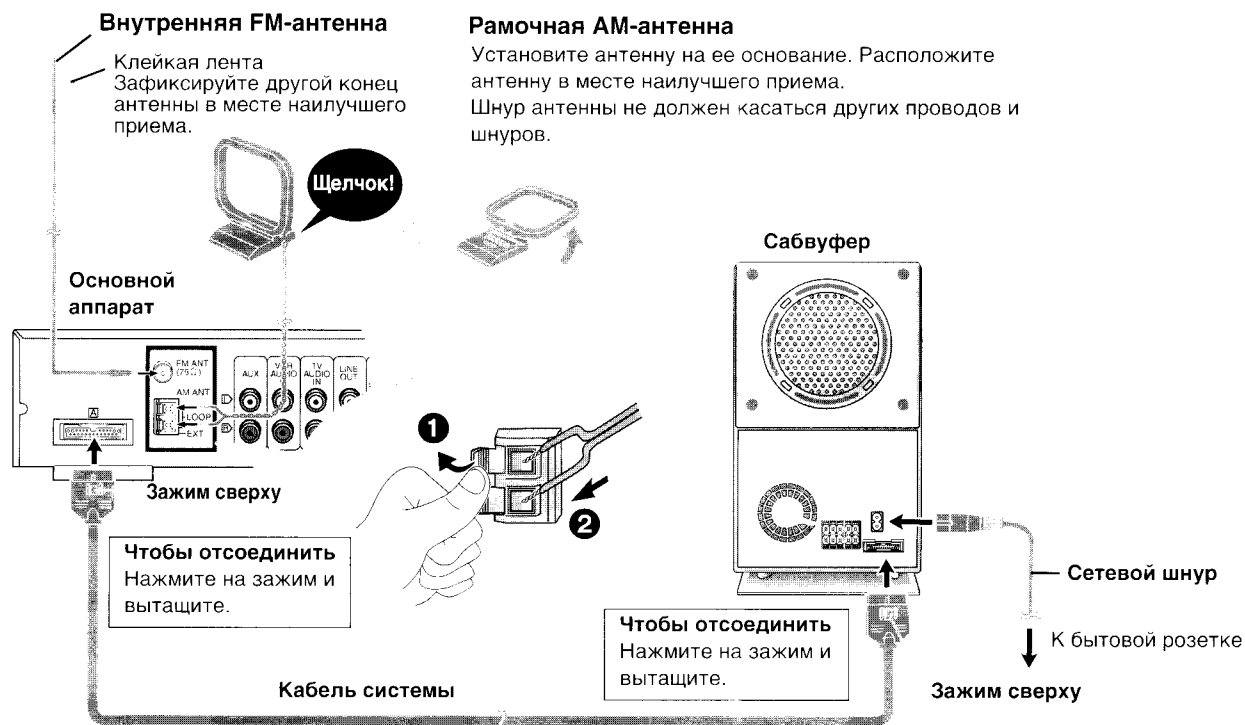 Внутренняя FM-антенна
Клейкая лента
Зафиксируйте другой конец
антенны в месте наилучшего
приема.
Рамочная AM-антенна
Установите антенну на ее основание. Расположите
антенну в месте наилучшего приема.
Шнур антенны не должен касаться других проводов и
шнуров.
Щелчок!
Сабвуфер
Основной
аппарат
FM ANT
(75Ω)
AM ANT
LOOP
EXT
AUX
TV
AUDIO
IN
LINE
OUT
L
R
A
1
2
Зажим сверху
Чтобы отсоединить
Нажмите на зажим и
вытащите.
Сетевой шнур
К бытовой розетке
Чтобы отсоединить
Нажмите на зажим и
вытащите.
Зажим сверху
Кабель системы